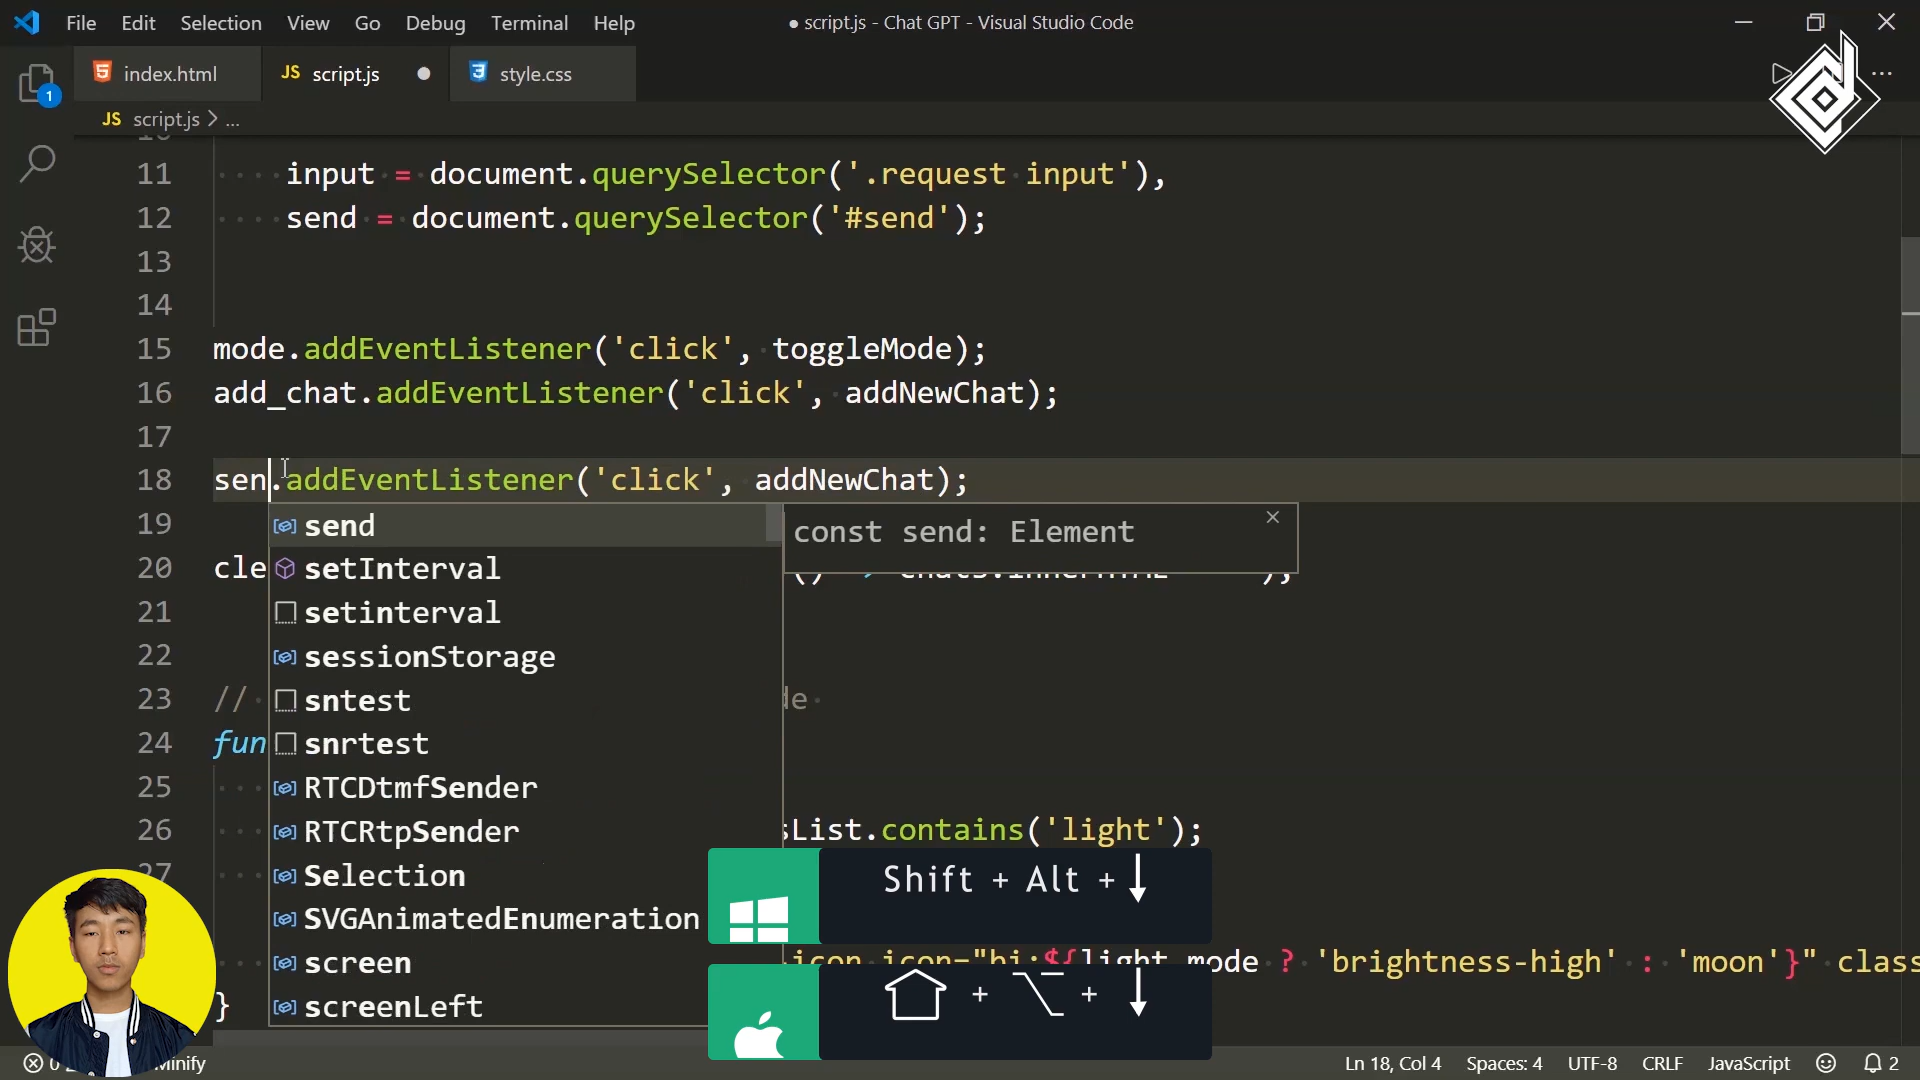 File Edit Selection View Go Debug Terminal Help
● script.js - Chat GPT - Visual Studio Code
index.html
JS script.js
style.css
1
JS script.js > ...
11 input = document.querySelector('.request input'),
12 send = document.querySelector('#send');
13
14
15 mode.addEventListener('click', toggleMode);
16 add_chat.addEventListener('click', addNewChat);
17
18 sen.addEventListener('click', addNewChat);
19
20 cle
21
22
23 //
24 fun
25
26 sList.contains('light');
27
send
setInterval
setinterval
sessionStorage
sntest
snrtest
RTCDtmfSender
RTCRtpSender
Selection
SVGAnimatedEnumeration
screen
screenLeft
const send: Element
Shift + Alt + ↓
+ ⌥ + ↓
icon icon="bi:${light_mode ? 'brightness-high' : 'moon'}" class
}
Minify
Ln 18, Col 4
Spaces: 4
UTF-8
CRLF
JavaScript
2